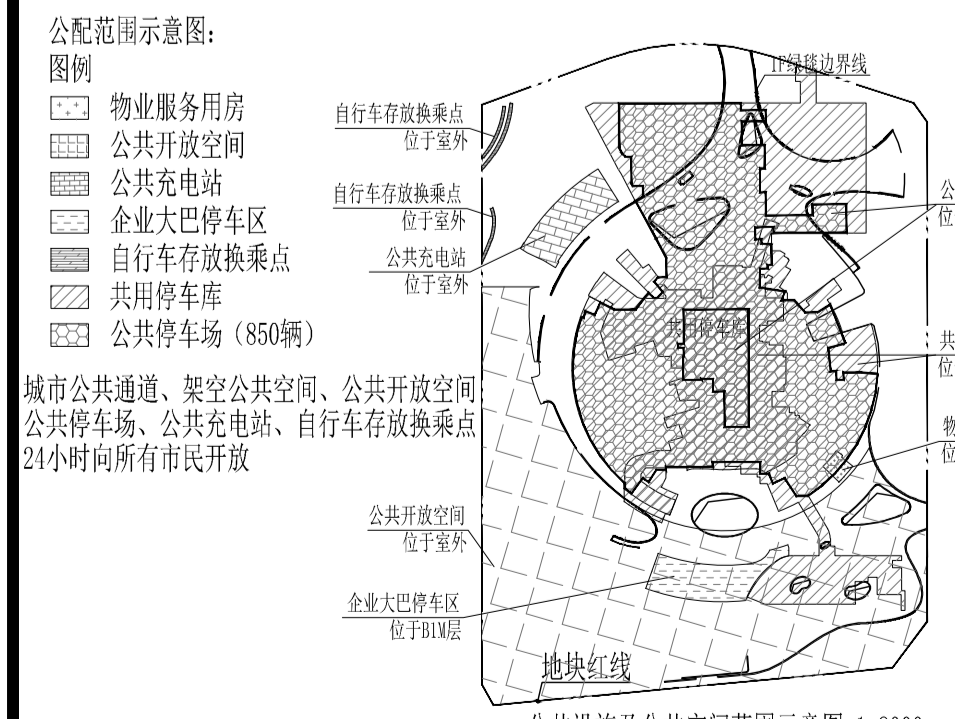 公配范围示意图：
图例
物业服务用房
公共开放空间
公共充电站
企业大巴停车区
自行车存放换乘点
共用停车库
公共停车场（850辆）
城市公共通道、架空公共空间、公共开放空间
公共停车场、公共充电站、自行车存放换乘点
24小时向所有市民开放
1F绿毯边界线
自行车存放换乘点
位于室外
自行车存放换乘点
位于室外
公共充电站
位于室外
公
位
共用停车库
共
位
物
位
公共开放空间
位于室外
企业大巴停车区
位于B1M层
地块红线